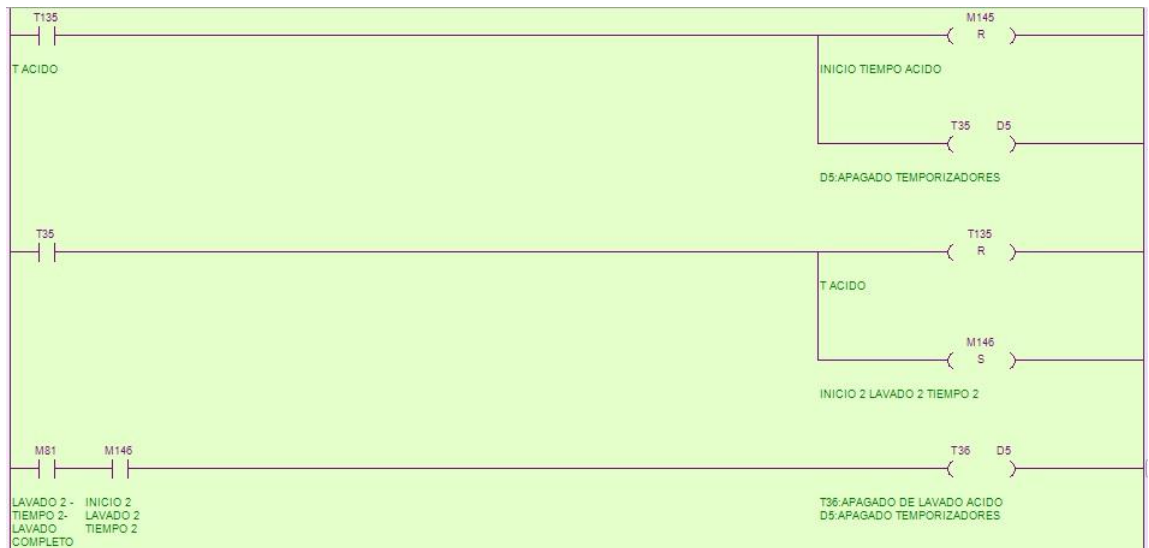 T135
M145
R
T ACIDO
INICIO TIEMPO ACIDO
T35 D5
D5:APAGADO TEMPORIZADORES
T35
T135
R
T ACIDO
M146
S
INICIO 2 LAVADO 2 TIEMPO 2
M81
M146
T36 D5
LAVADO 2 -
TIEMPO 2-
LAVADO
COMPLETO
INICIO 2
LAVADO 2
TIEMPO 2
T36:APAGADO DE LAVADO ACIDO
D5:APAGADO TEMPORIZADORES